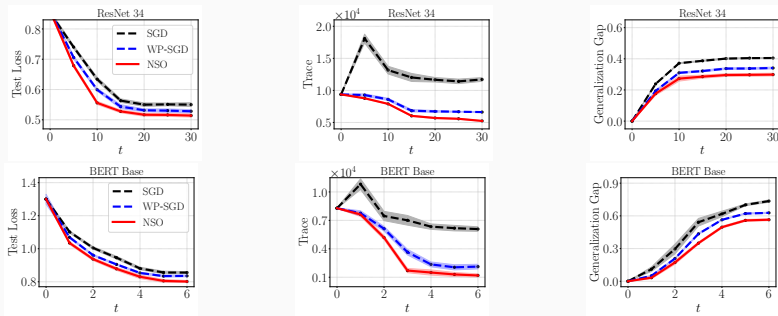 ResNet 34
Test Loss
0.8
0.7
0.6
0.5
SGD
WP-SGD
NSO
0
10
20
30
t
ResNet 34
×10⁴
Trace
2.0
1.5
1.0
0.5
0
10
20
30
t
ResNet 34
Generalization Gap
0.6
0.4
0.2
0.0
0
10
20
30
t
BERT Base
Test Loss
1.4
1.2
1.0
0.8
SGD
WP-SGD
NSO
0
2
4
6
t
BERT Base
×10⁴
Trace
1.0
0.7
0.4
0.1
0
2
4
6
t
BERT Base
Generalization Gap
0.9
0.6
0.3
0.0
0
2
4
6
t